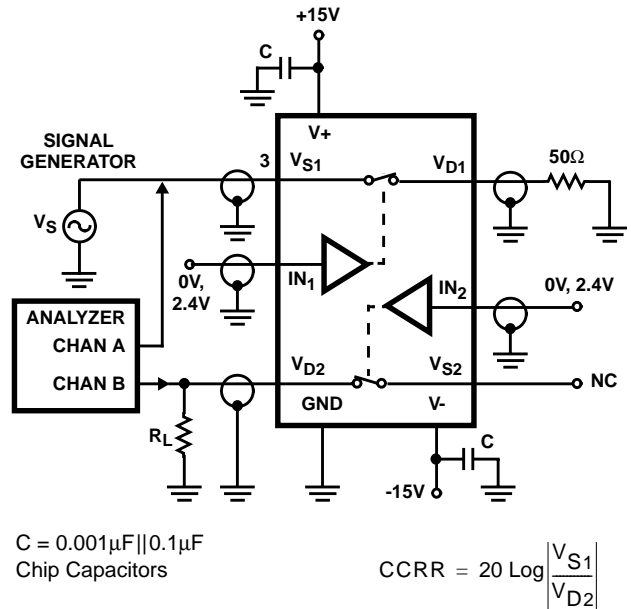 +15V
C
V+
SIGNAL
GENERATOR
3
VS1
VD1
50Ω
VS
IN1
0V,
2.4V
IN2
0V, 2.4V
ANALYZER
CHAN A
CHAN B
VD2
VS2
NC
GND
V-
RL
C
-15V
C = 0.001μF||0.1μF
Chip Capacitors
CCRR = 20 Log|VS1/VD2|